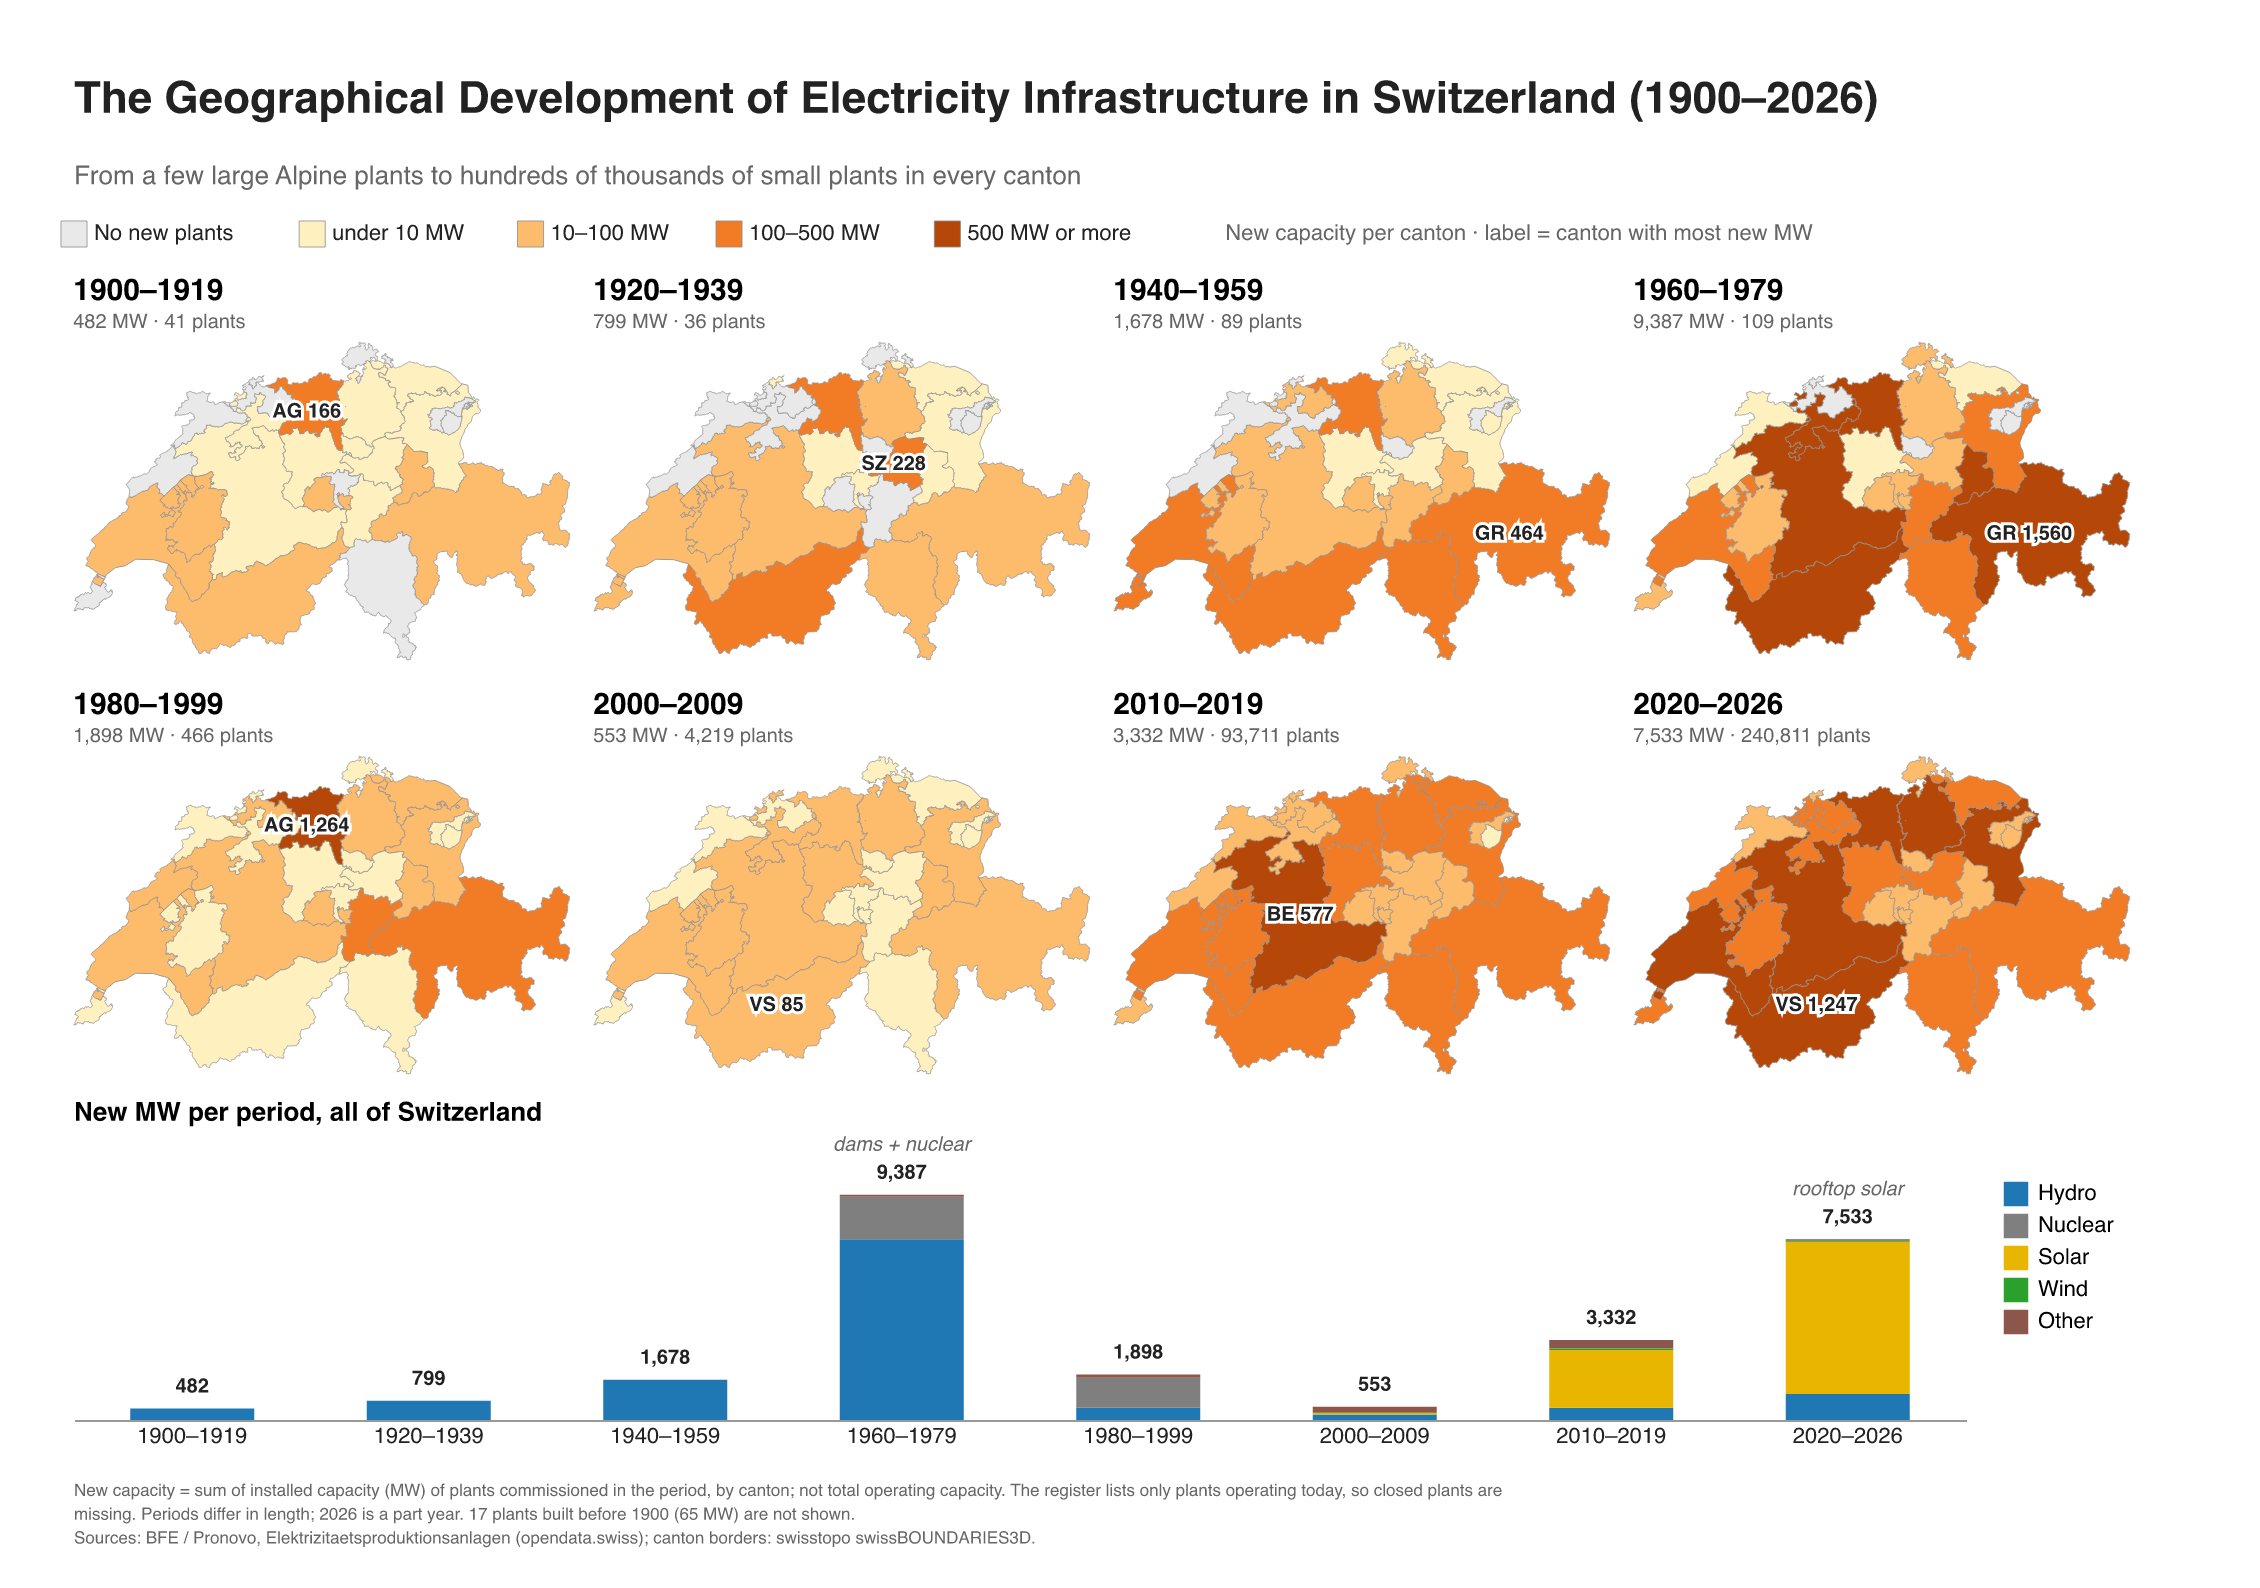 The Geographical Development of Electricity Infrastructure in Switzerland (1900–2026)
From a few large Alpine plants to hundreds of thousands of small plants in every canton
No new plants
under 10 MW
10–100 MW
100–500 MW
500 MW or more
New capacity per canton · label = canton with most new MW
1900–1919
482 MW · 41 plants
AG 166
1920–1939
799 MW · 36 plants
SZ 228
1940–1959
1,678 MW · 89 plants
GR 464
1960–1979
9,387 MW · 109 plants
GR 1,560
1980–1999
1,898 MW · 466 plants
AG 1,264
2000–2009
553 MW · 4,219 plants
VS 85
2010–2019
3,332 MW · 93,711 plants
BE 577
2020–2026
7,533 MW · 240,811 plants
VS 1,247
New MW per period, all of Switzerland
482
799
1,678
dams + nuclear
9,387
1,898
553
3,332
rooftop solar
7,533
1900–1919
1920–1939
1940–1959
1960–1979
1980–1999
2000–2009
2010–2019
2020–2026
Hydro
Nuclear
Solar
Wind
Other
New capacity = sum of installed capacity (MW) of plants commissioned in the period, by canton; not total operating capacity. The register lists only plants operating today, so closed plants are
missing. Periods differ in length; 2026 is a part year. 17 plants built before 1900 (65 MW) are not shown.
Sources: BFE / Pronovo, Elektrizitaetsproduktionsanlagen (opendata.swiss); canton borders: swisstopo swissBOUNDARIES3D.